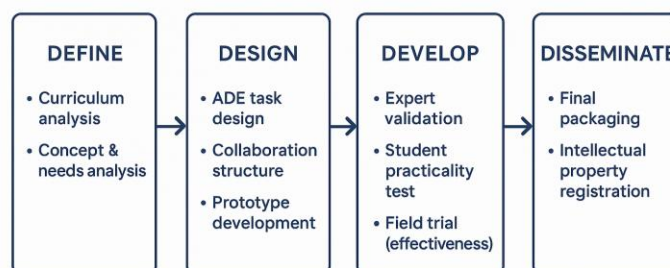 DEFINE
• Curriculum
analysis
• Concept &
needs analysis
DESIGN
• ADE task
design
• Collaboration
structure
• Prototype
development
DEVELOP
• Expert
validation
• Student
practicality
test
• Field trial
(effectiveness)
DISSEMINATE
• Final
packaging
• Intellectual
property
registration